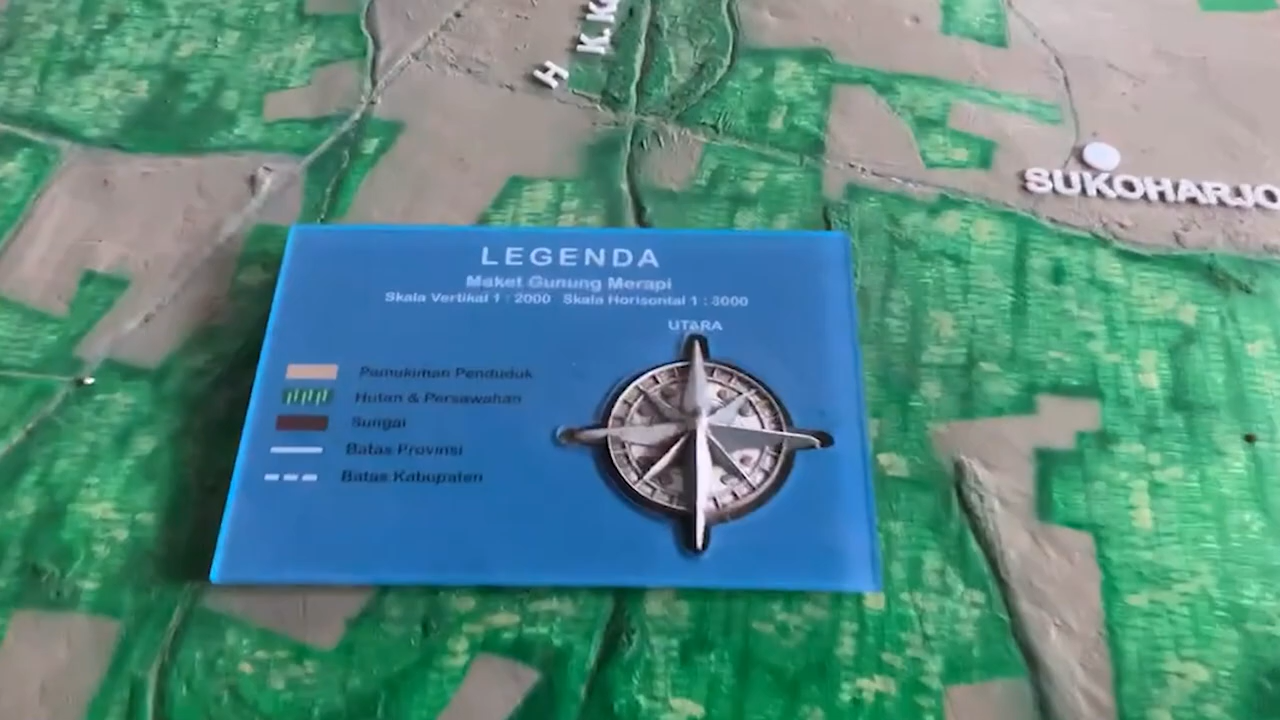 H
K.K
SUKOHARJO
LEGENDA
Maket Gunung Merapi
Skala Vertikal 1 : 2000 Skala Horisontal 1 : 3000
UTARA
Pemukiman Penduduk
Hutan & Persawahan
Sungai
Batas Provinsi
Batas Kabupaten